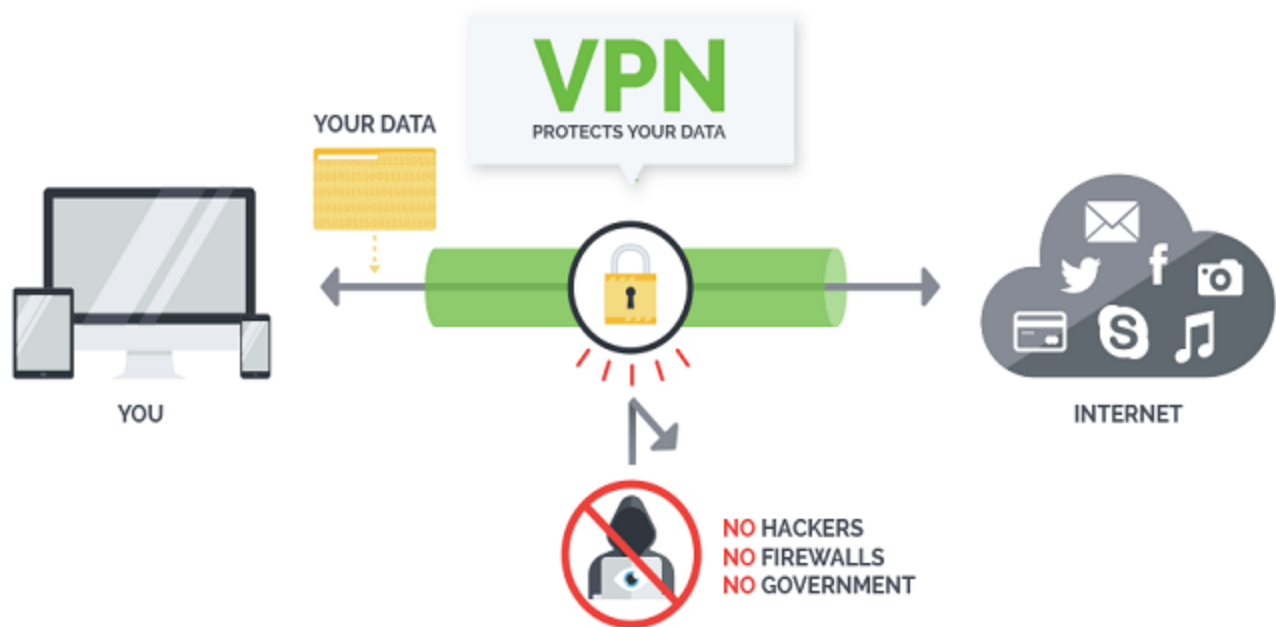 VPN
PROTECTS YOUR DATA
YOUR DATA
YOU
INTERNET
NO HACKERS
NO FIREWALLS
NO GOVERNMENT